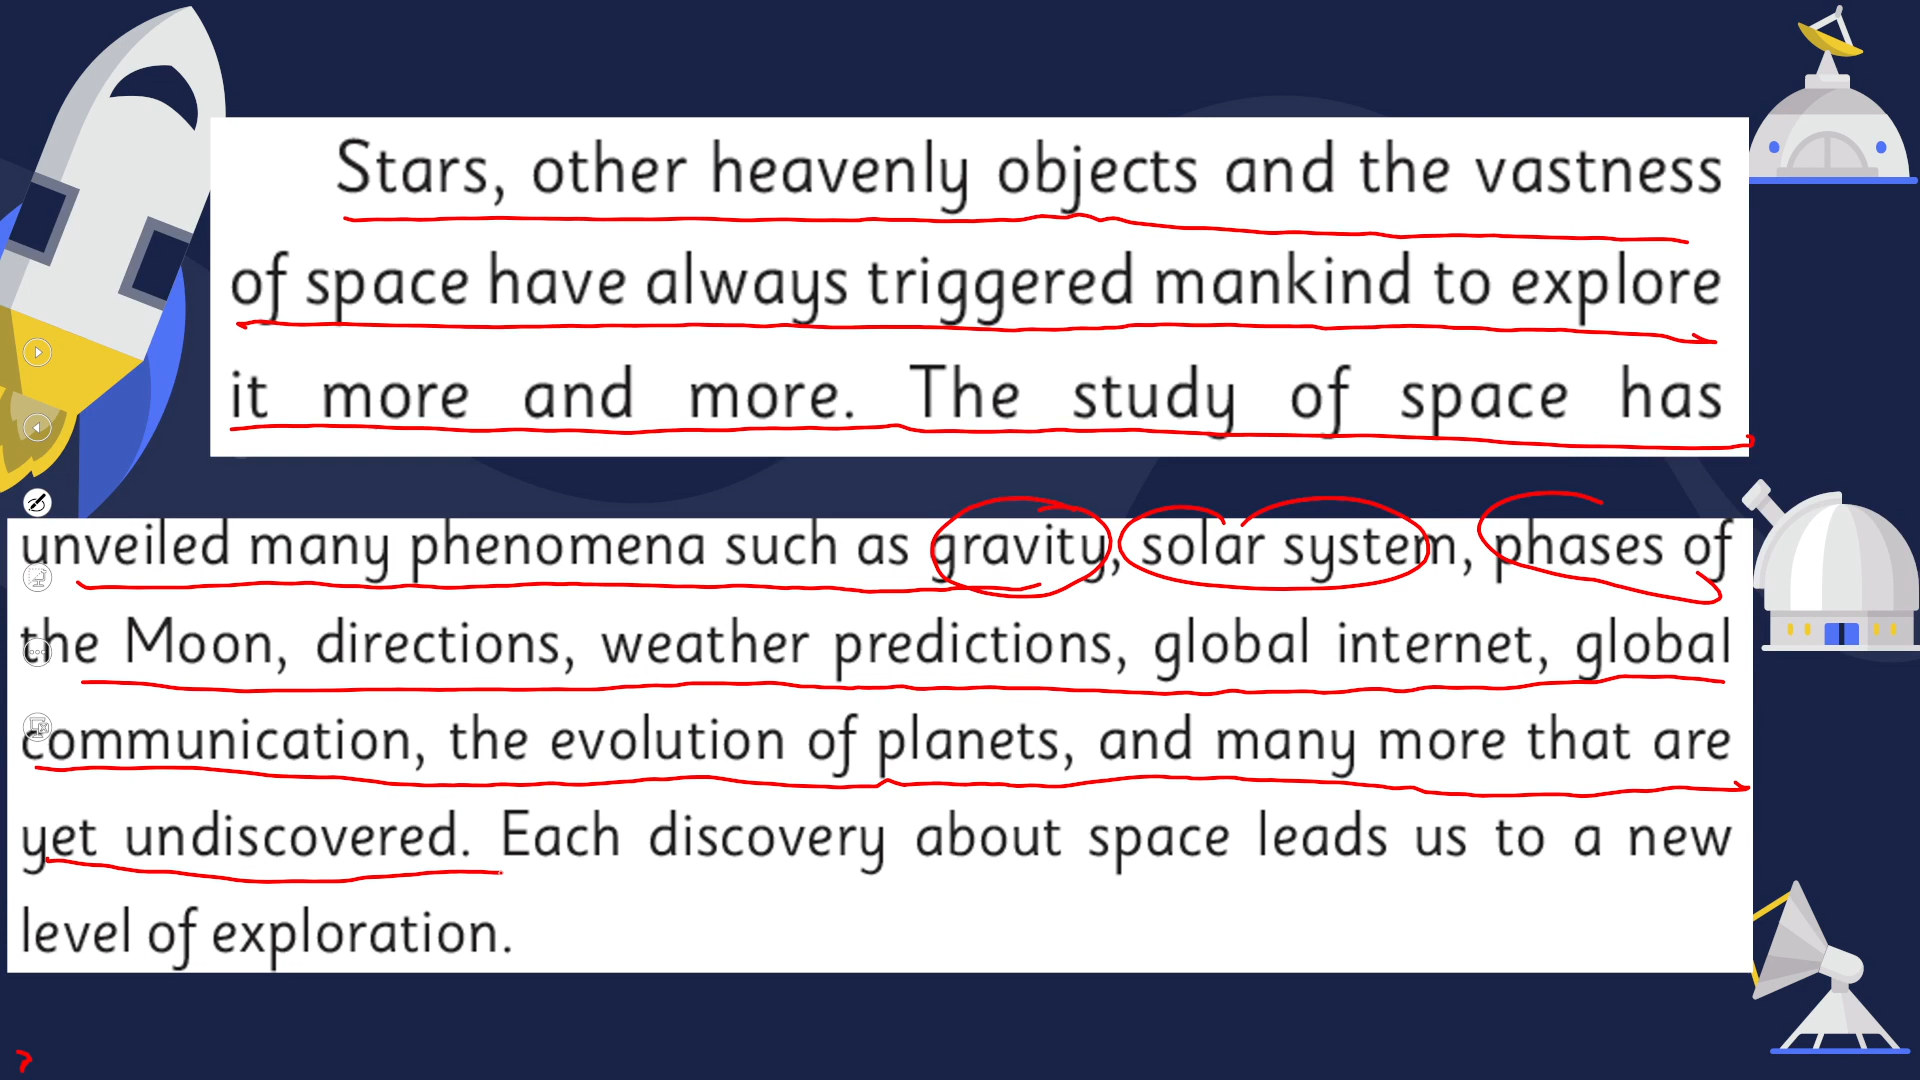 Stars, other heavenly objects and the vastness
of space have always triggered mankind to explore
it more and more. The study of space has
unveiled many phenomena such as gravity, solar system, phases of
the Moon, directions, weather predictions, global internet, global
communication, the evolution of planets, and many more that are
yet undiscovered. Each discovery about space leads us to a new
level of exploration.